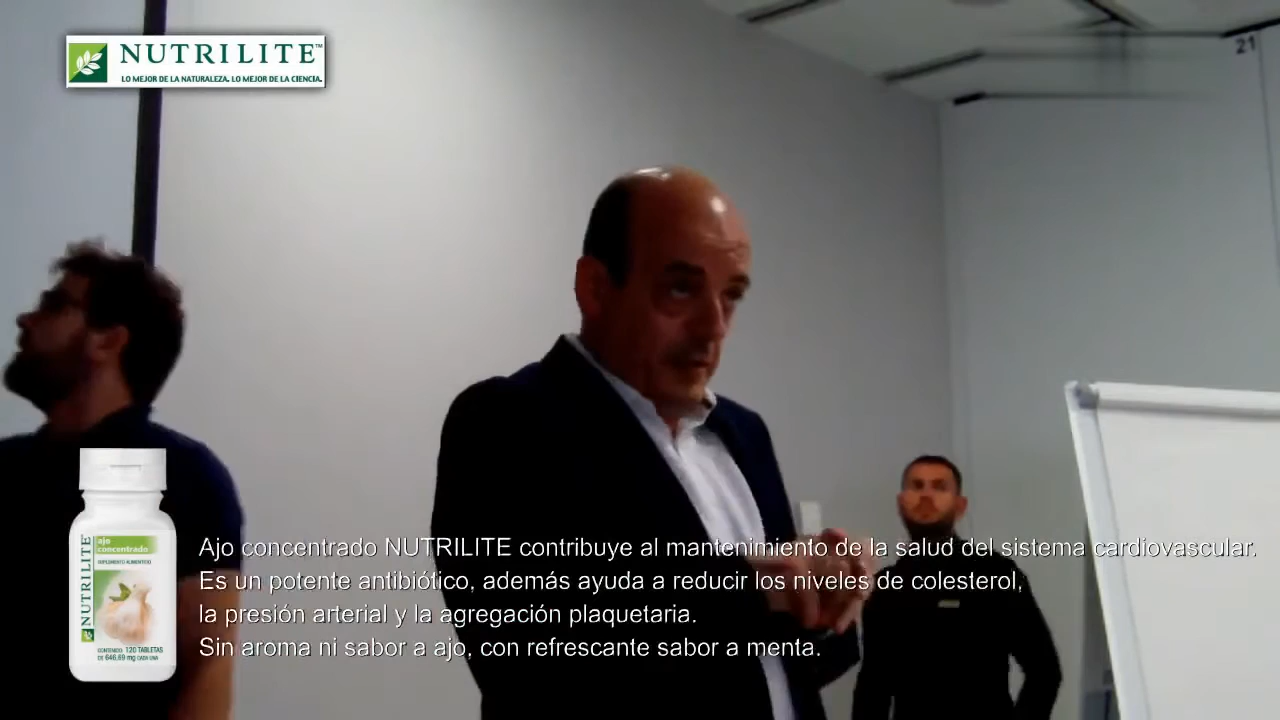 NUTRILITE™
LO MEJOR DE LA NATURALEZA. LO MEJOR DE LA CIENCIA.
21
ajo
concentrado
SUPLEMENTO ALIMENTICIO
NUTRILITE
CONTENIDO 120 TABLETAS
DE 646,69 mg CADA UNA
Ajo concentrado NUTRILITE contribuye al mantenimiento de la salud del sistema cardiovascular.
Es un potente antibiótico, además ayuda a reducir los niveles de colesterol,
la presión arterial y la agregación plaquetaria.
Sin aroma ni sabor a ajo, con refrescante sabor a menta.